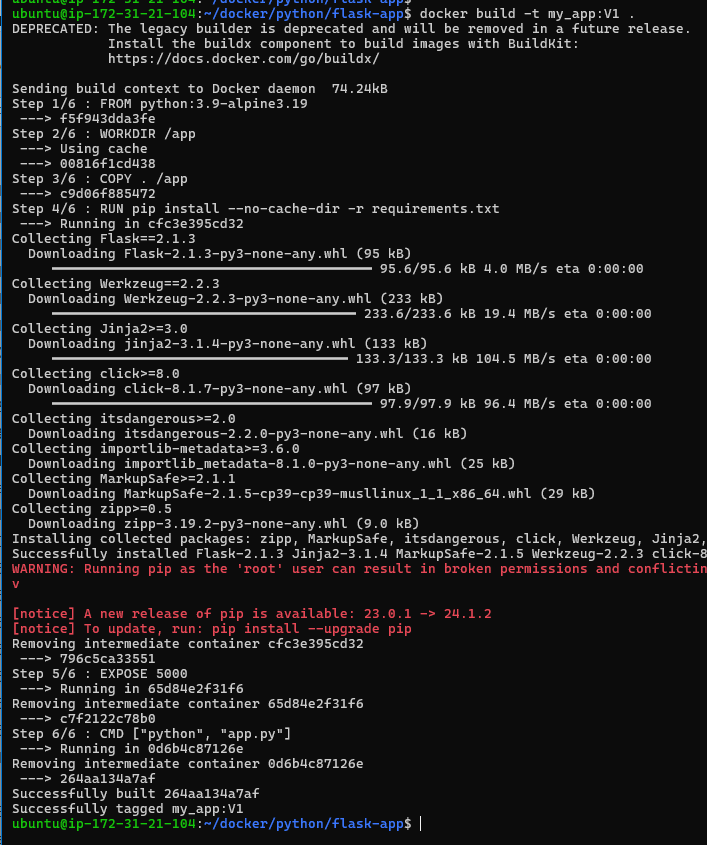 ubuntu@ip-172-31-21-104:~/docker/python/flask-app$
ubuntu@ip-172-31-21-104:~/docker/python/flask-app$ docker build -t my_app:V1 .
DEPRECATED: The legacy builder is deprecated and will be removed in a future release.
            Install the buildx component to build images with BuildKit:
            https://docs.docker.com/go/buildx/

Sending build context to Docker daemon  74.24kB
Step 1/6 : FROM python:3.9-alpine3.19
 ---> f5f943dda3fe
Step 2/6 : WORKDIR /app
 ---> Using cache
 ---> 00816f1cd438
Step 3/6 : COPY . /app
 ---> c9d06f885472
Step 4/6 : RUN pip install --no-cache-dir -r requirements.txt
 ---> Running in cfc3e395cd32
Collecting Flask==2.1.3
  Downloading Flask-2.1.3-py3-none-any.whl (95 kB)
95.6/95.6 kB 4.0 MB/s eta 0:00:00
Collecting Werkzeug==2.2.3
  Downloading Werkzeug-2.2.3-py3-none-any.whl (233 kB)
233.6/233.6 kB 19.4 MB/s eta 0:00:00
Collecting Jinja2>=3.0
  Downloading jinja2-3.1.4-py3-none-any.whl (133 kB)
133.3/133.3 kB 104.5 MB/s eta 0:00:00
Collecting click>=8.0
  Downloading click-8.1.7-py3-none-any.whl (97 kB)
97.9/97.9 kB 96.4 MB/s eta 0:00:00
Collecting itsdangerous>=2.0
  Downloading itsdangerous-2.2.0-py3-none-any.whl (16 kB)
Collecting importlib-metadata>=3.6.0
  Downloading importlib_metadata-8.1.0-py3-none-any.whl (25 kB)
Collecting MarkupSafe>=2.1.1
  Downloading MarkupSafe-2.1.5-cp39-cp39-musllinux_1_1_x86_64.whl (29 kB)
Collecting zipp>=0.5
  Downloading zipp-3.19.2-py3-none-any.whl (9.0 kB)
Installing collected packages: zipp, MarkupSafe, itsdangerous, click, Werkzeug, Jinja2,
Successfully installed Flask-2.1.3 Jinja2-3.1.4 MarkupSafe-2.1.5 Werkzeug-2.2.3 click-8
WARNING: Running pip as the 'root' user can result in broken permissions and conflictin
v

[notice] A new release of pip is available: 23.0.1 -> 24.1.2
[notice] To update, run: pip install --upgrade pip
Removing intermediate container cfc3e395cd32
 ---> 796c5ca33551
Step 5/6 : EXPOSE 5000
 ---> Running in 65d84e2f31f6
Removing intermediate container 65d84e2f31f6
 ---> c7f2122c78b0
Step 6/6 : CMD ["python", "app.py"]
 ---> Running in 0d6b4c87126e
Removing intermediate container 0d6b4c87126e
 ---> 264aa134a7af
Successfully built 264aa134a7af
Successfully tagged my_app:V1
ubuntu@ip-172-31-21-104:~/docker/python/flask-app$